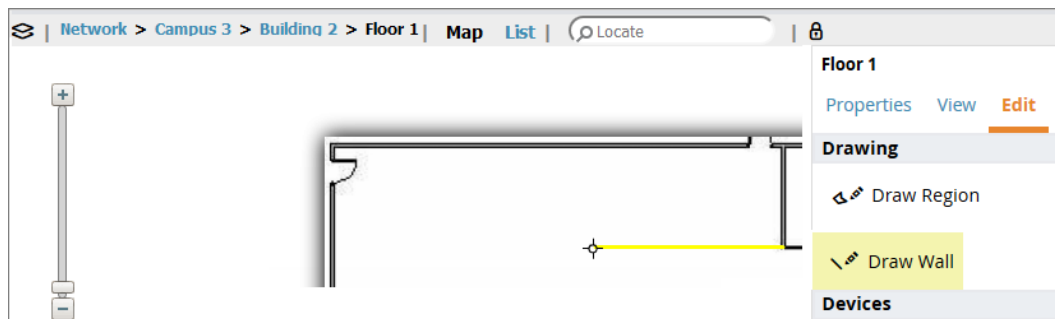 Network > Campus 3 > Building 2 > Floor 1 | Map List | Locate |
Floor 1
Properties View Edit
Drawing
Draw Region
Draw Wall
Devices